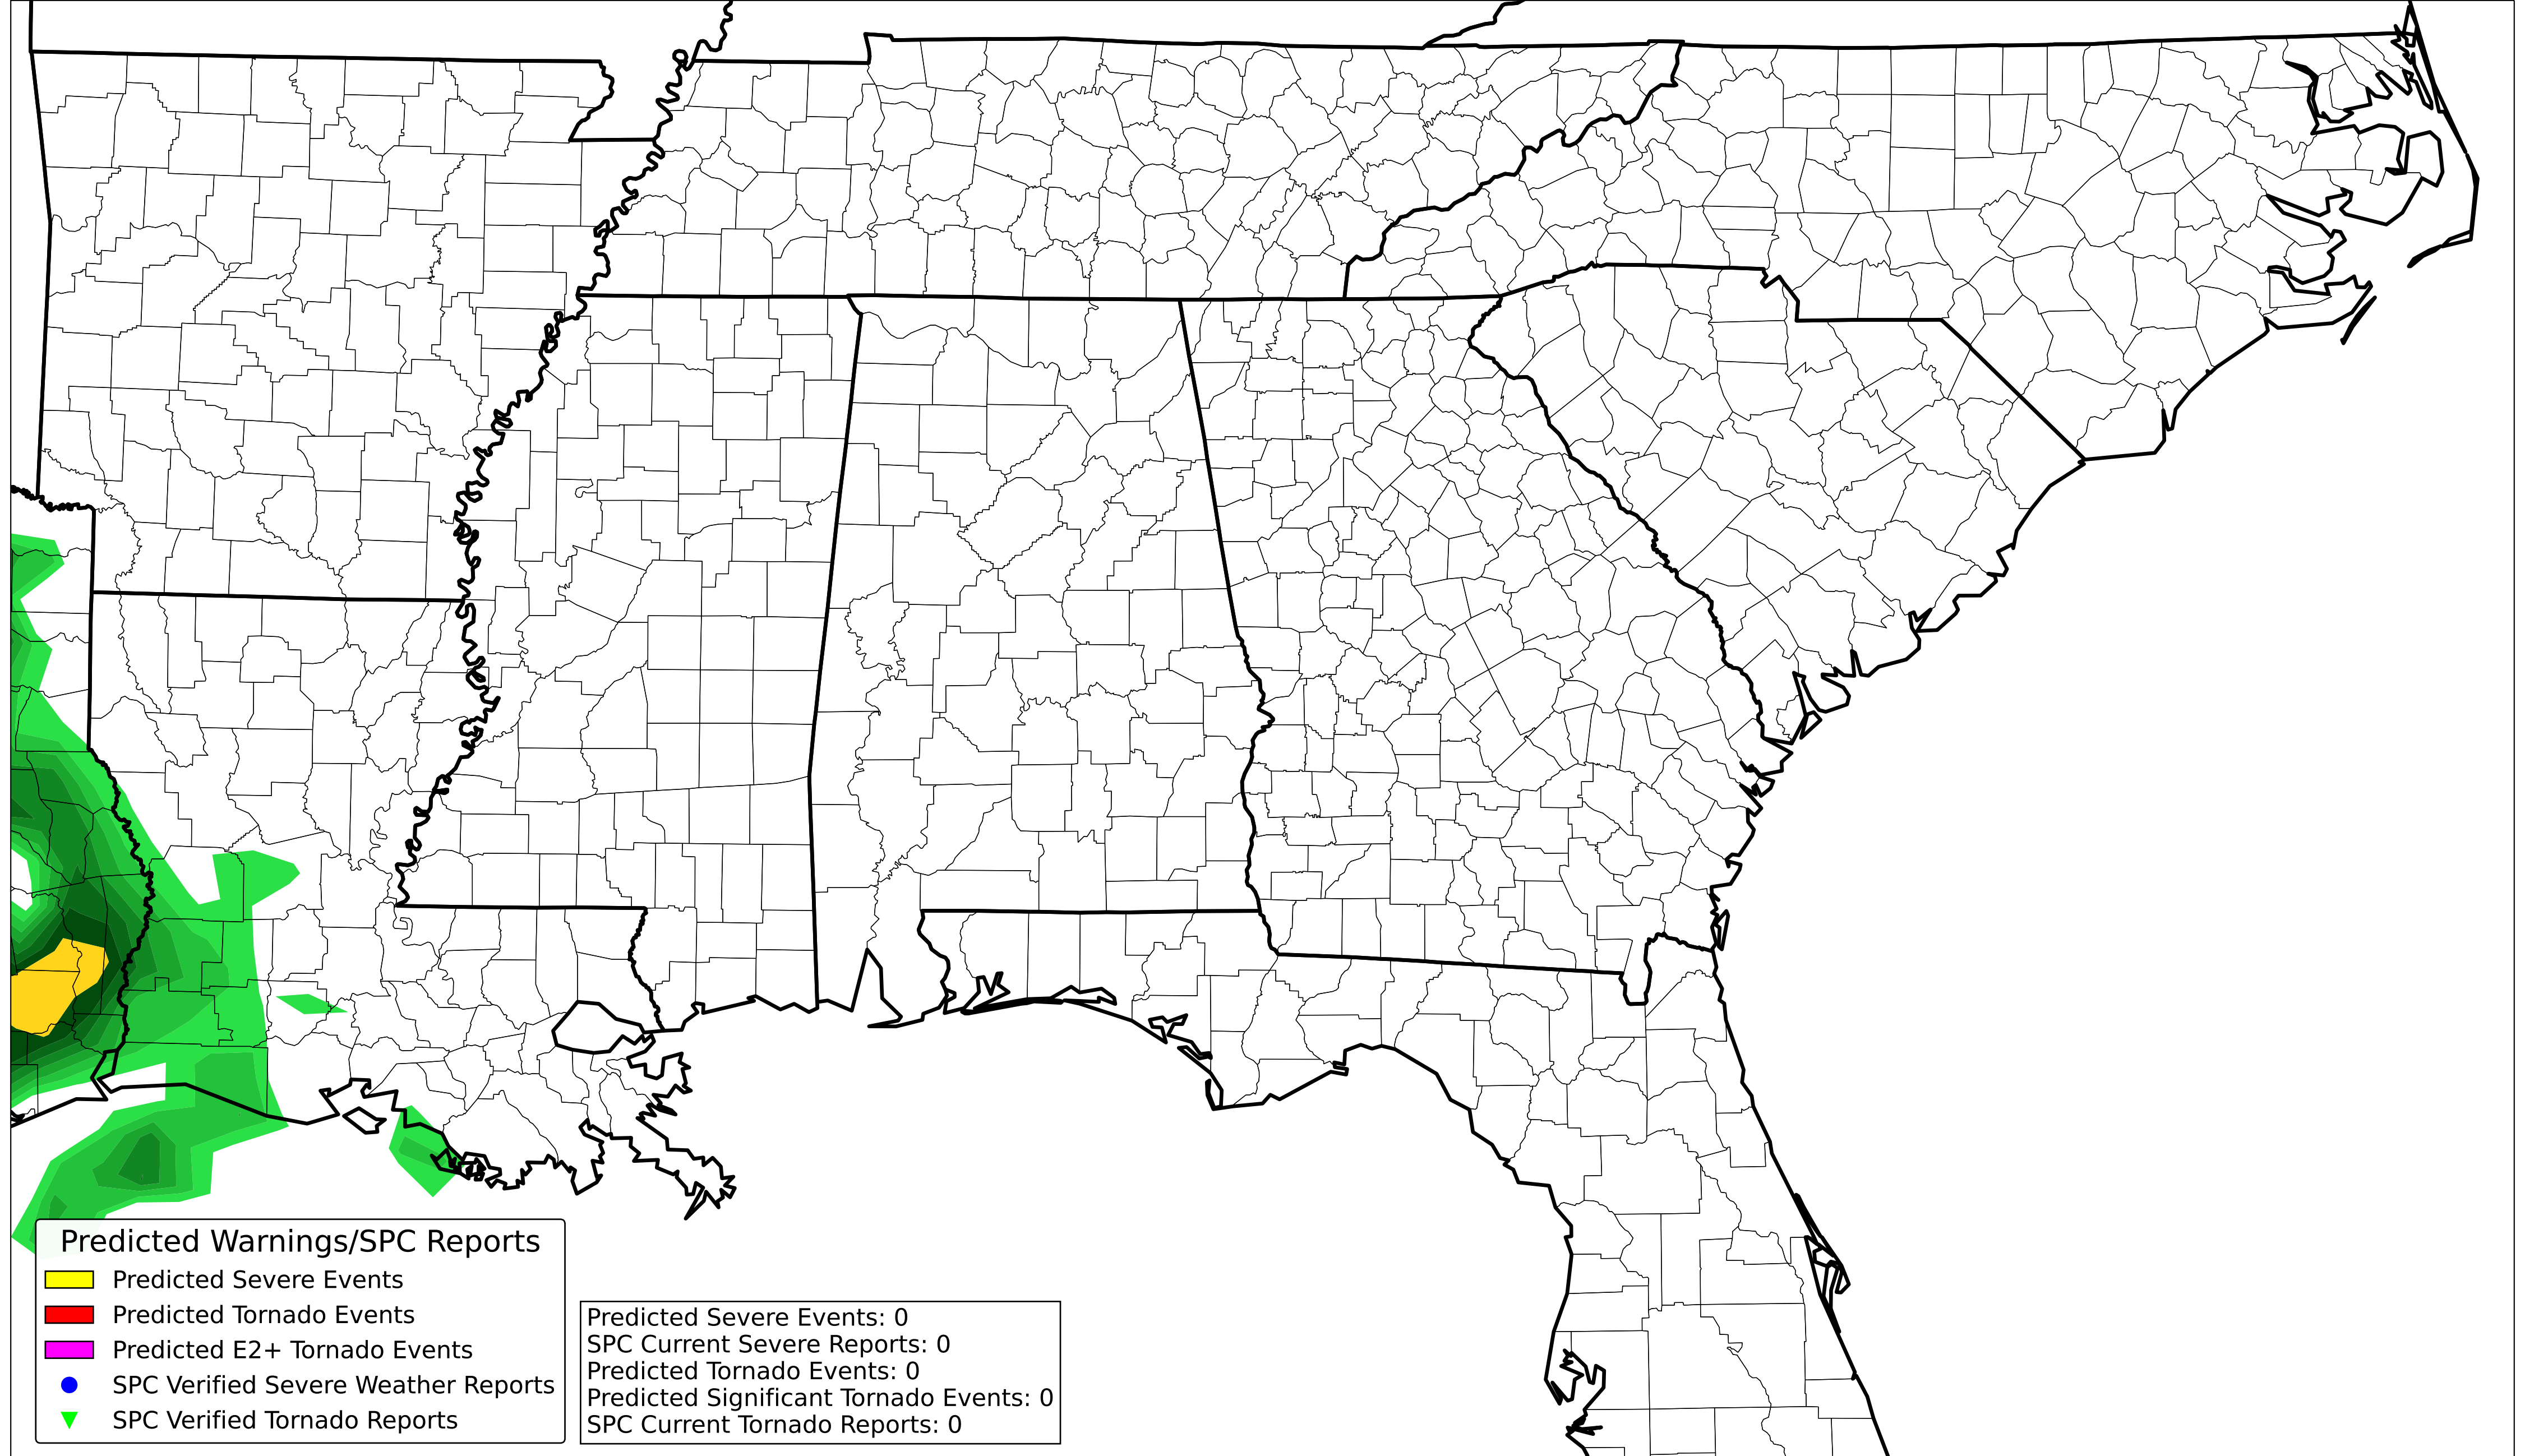 Predicted Warnings/SPC Reports
Predicted Severe Events
Predicted Tornado Events
Predicted E2+ Tornado Events
SPC Verified Severe Weather Reports
SPC Verified Tornado Reports
Predicted Severe Events: 0
SPC Current Severe Reports: 0
Predicted Tornado Events: 0
Predicted Significant Tornado Events: 0
SPC Current Tornado Reports: 0